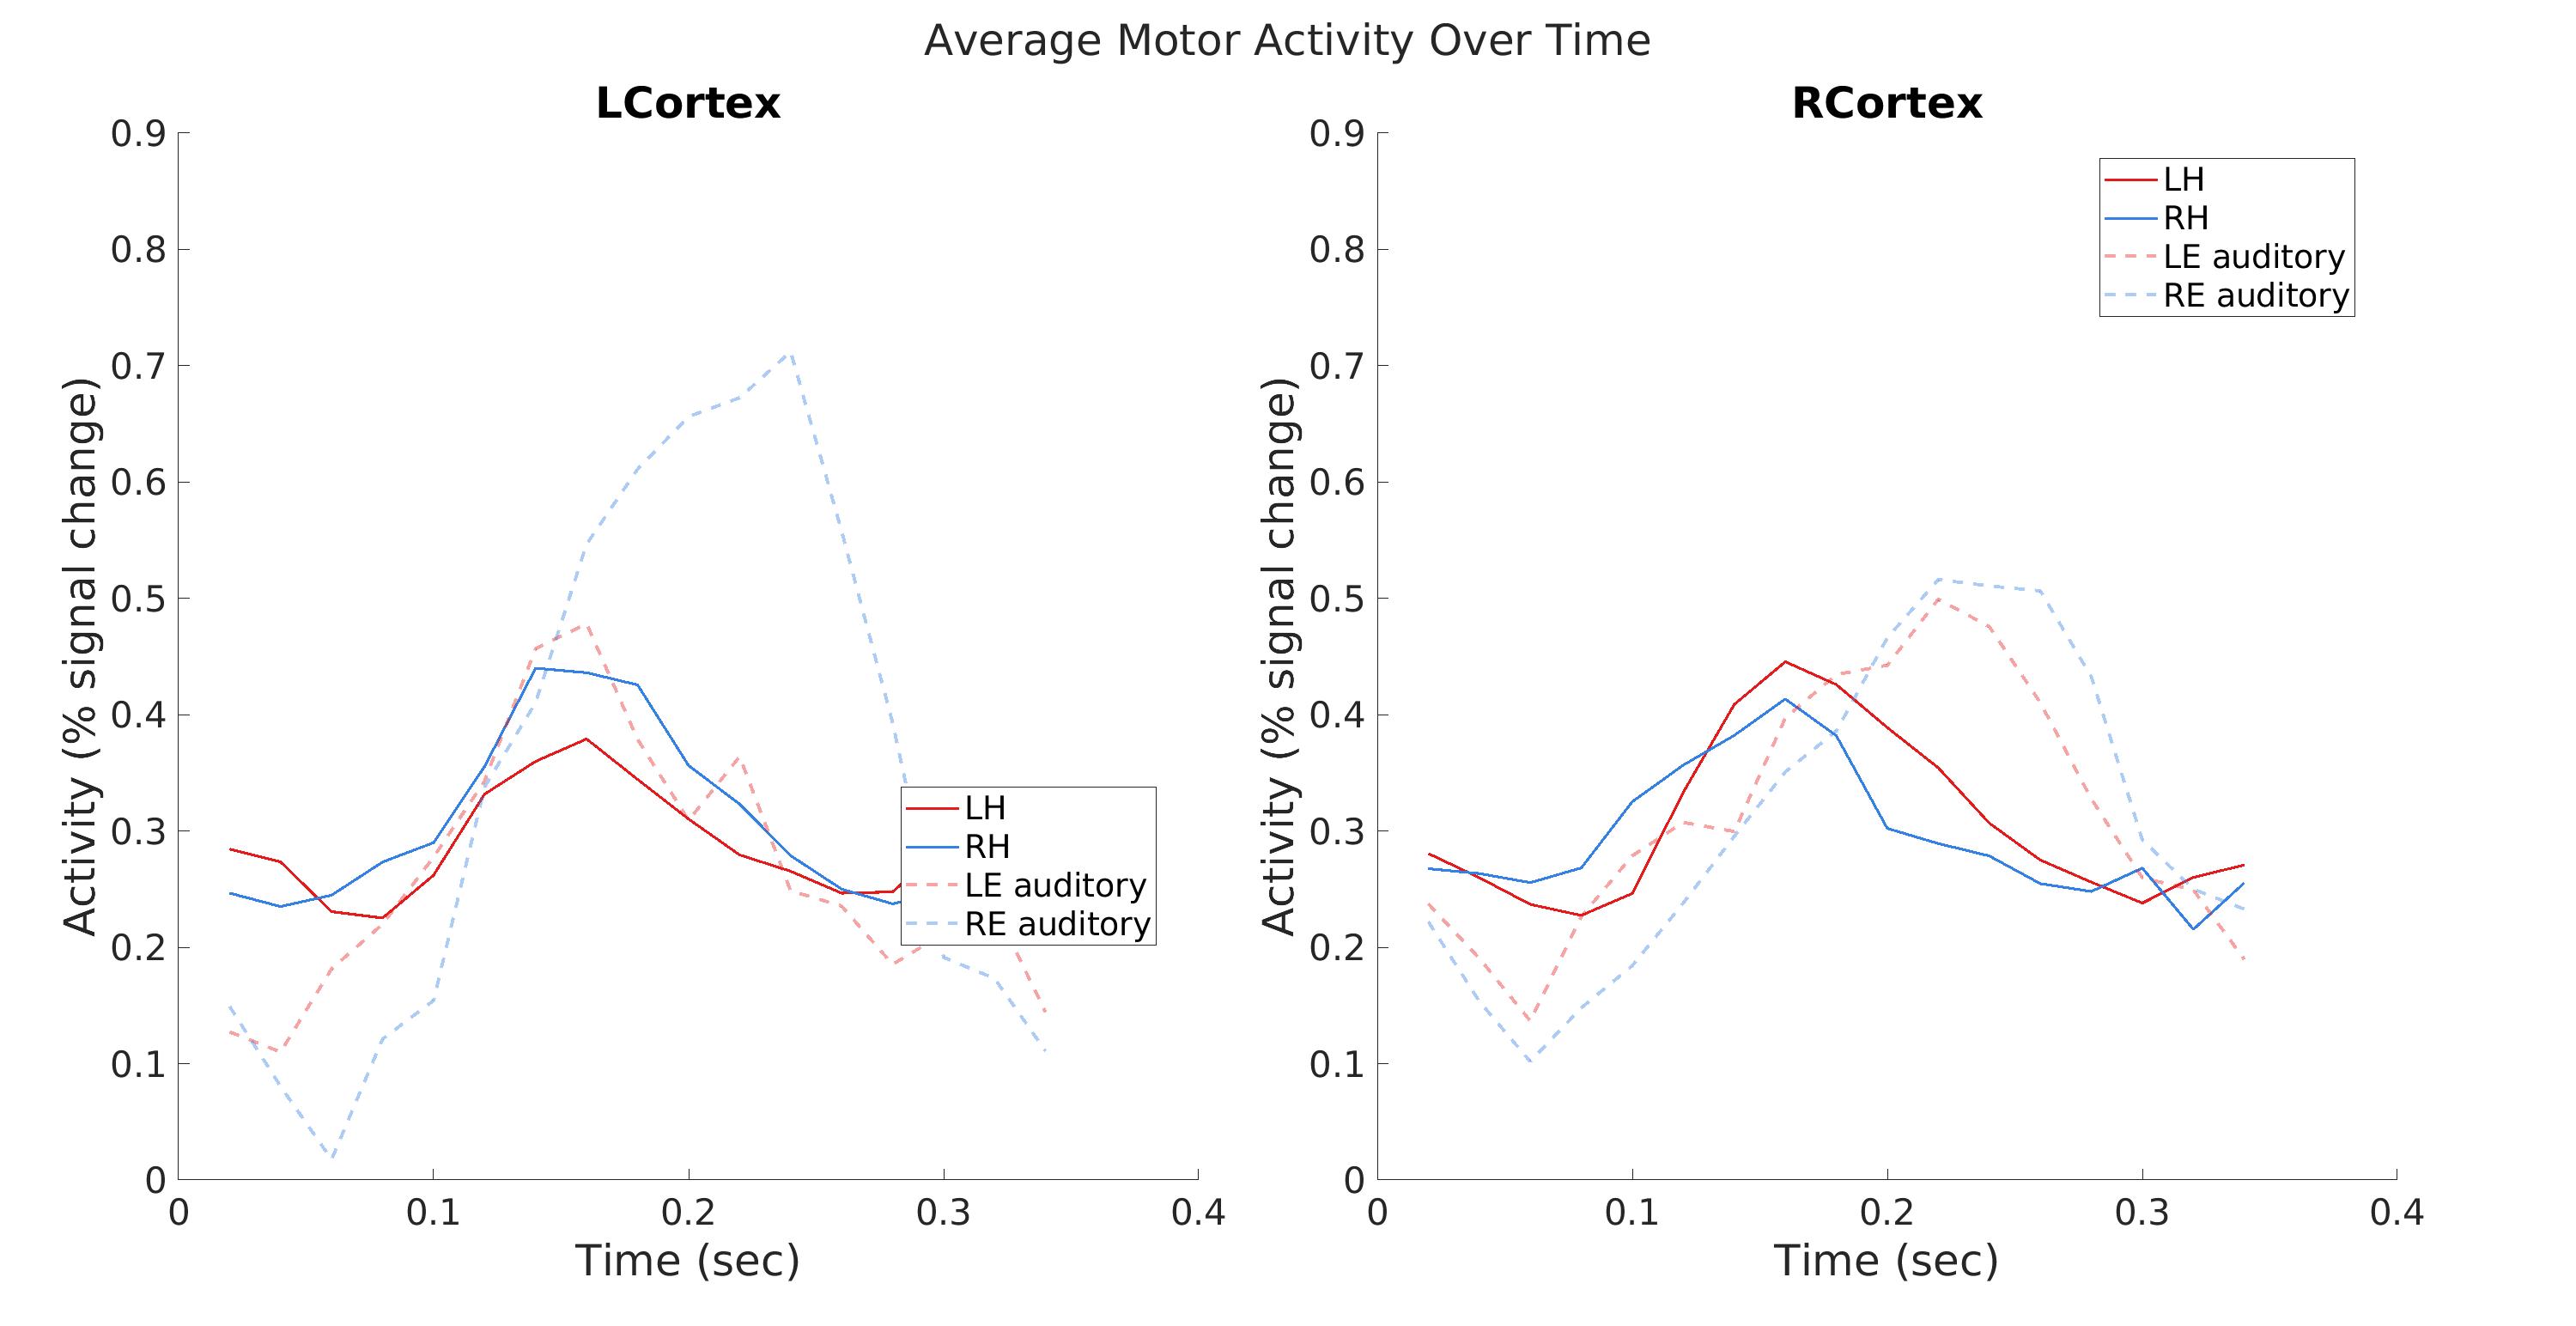 Average Motor Activity Over Time
LCortex
0.9
0.8
0.7
0.6
0.5
0.4
0.3
0.2
0.1
0
Activity (% signal change)
LH
RH
LE auditory
RE auditory
0
0.1
0.2
0.3
0.4
Time (sec)
RCortex
0.9
0.8
0.7
0.6
0.5
0.4
0.3
0.2
0.1
0
Activity (% signal change)
LH
RH
LE auditory
RE auditory
0
0.1
0.2
0.3
0.4
Time (sec)